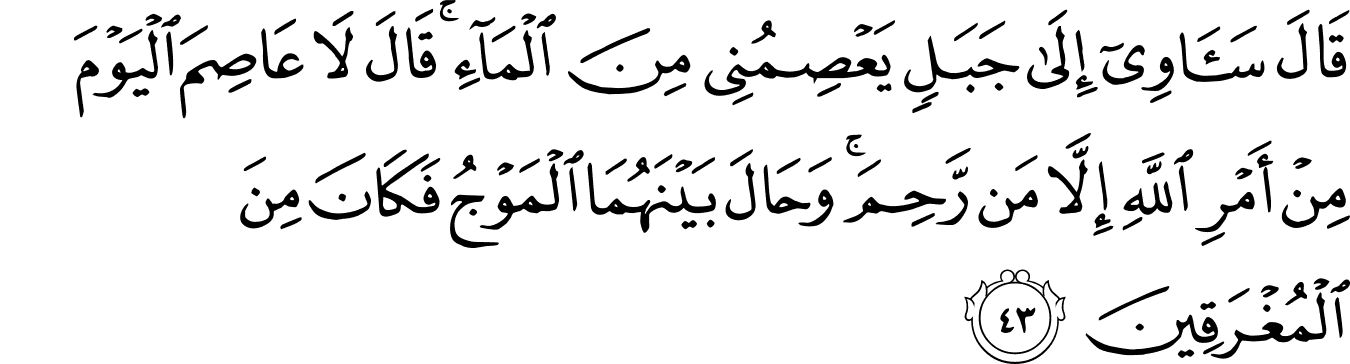 قَالَ سَـَٔاوِىٓ إِلَىٰ جَبَلٍ يَعْصِمُنِى مِنَ ٱلْمَآءِ ۚ قَالَ لَا عَاصِمَ ٱلْيَوْمَ
مِنْ أَمْرِ ٱللَّهِ إِلَّا مَن رَّحِمَ ۚ وَحَالَ بَيْنَهُمَا ٱلْمَوْجُ فَكَانَ مِنَ
ٱلْمُغْرَقِينَ ٤٣